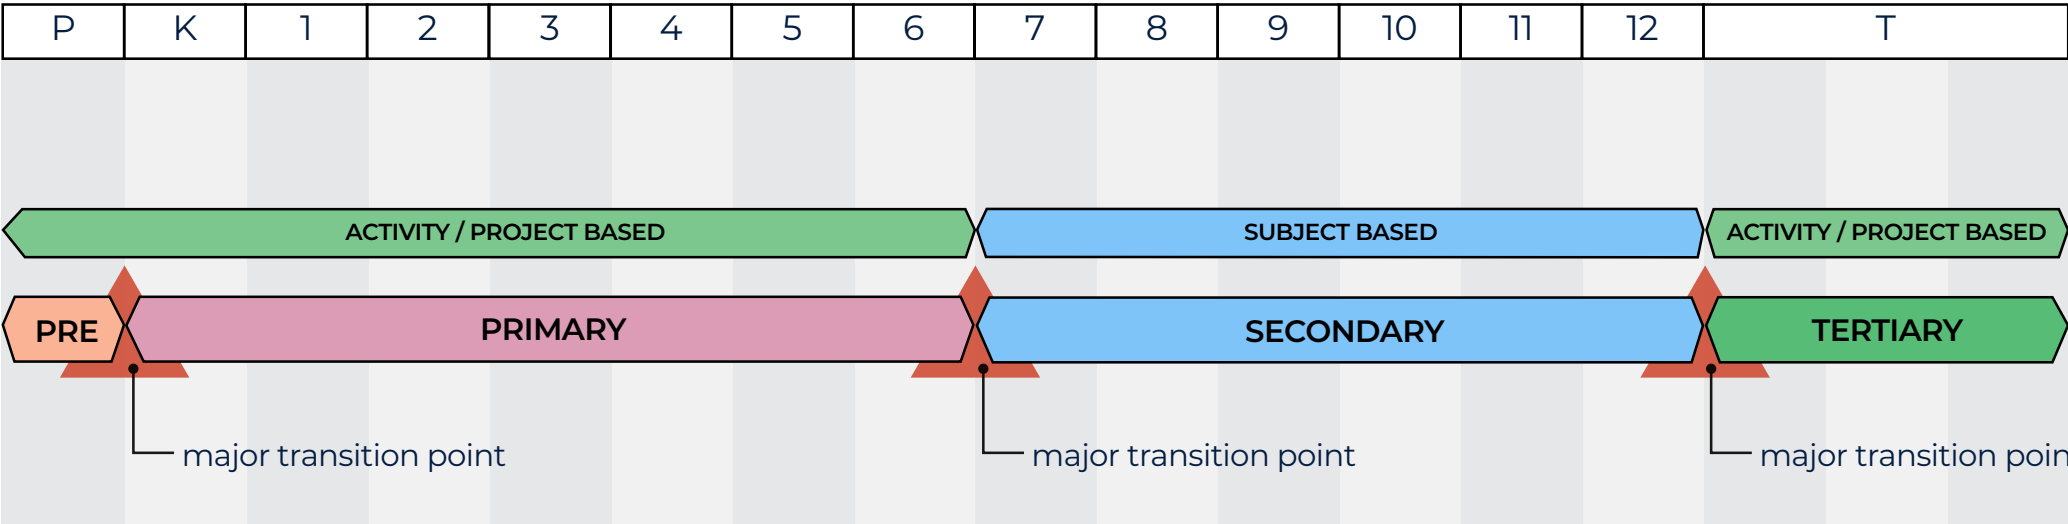 P K 1 2 3 4 5 6 7 8 9 10 11 12 T
ACTIVITY / PROJECT BASED SUBJECT BASED ACTIVITY / PROJECT BASED
PRE PRIMARY SECONDARY TERTIARY
major transition point major transition point major transition poin